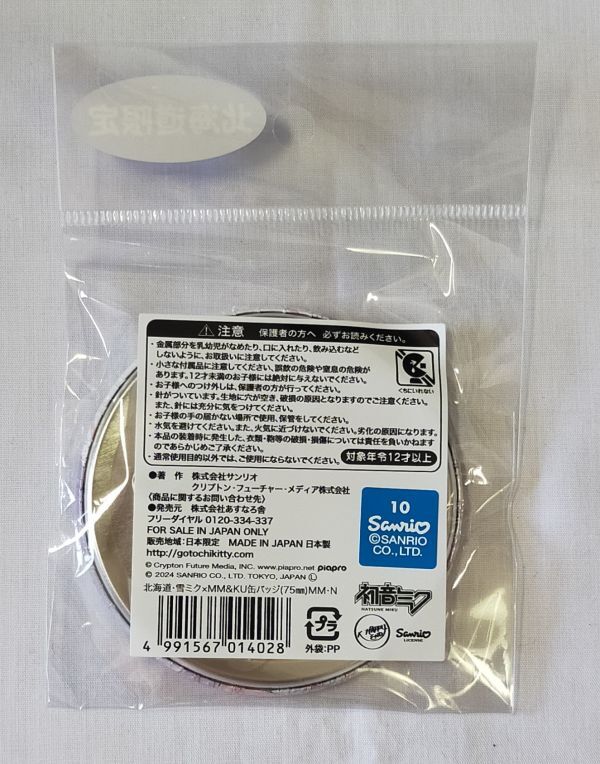 北海道限定
注意 保護者の方へ 必ずお読みください。
・金属部分を乳幼児がなめたり、口に入れたり、飲み込むなど
しないように、お取扱いに注意してください。
・小さな付属品に注意してください。誤飲の危険や窒息の危険が
あります。12才未満のお子様には絶対に与えないでください。
・お子様へのつけ外しは、保護者の方が行ってください。
・針がついています。生地に穴が空き、破損の原因となりますのでご注意ください。
また、針には充分に気をつけてください。
・お子様の手の届かない場所で使用、保管をしてください。
・水気を避けてください。また、火気に近づけないでください。劣化の原因になります。
・本品の装着時に発生した、衣類・鞄等の破損・損傷については責任を負いかねます
のであらかじめご了承ください。
・通常使用目的以外では、ご使用にならないでください。
対象年令12才以上
くちにいれない
●著 作 株式会社サンリオ
クリプトン・フューチャー・メディア株式会社
〈商品に関するお問い合わせ先〉
●発売元 株式会社あすなろ舎
フリーダイヤル 0120-334-337
FOR SALE IN JAPAN ONLY
販売地域:日本限定 MADE IN JAPAN 日本製
http://gotochikitty.com
© Crypton Future Media, INC. www.piapro.net piapro
© 2024 SANRIO CO., LTD. TOKYO, JAPAN Ⓛ
北海道・雪ミク×MM&KU缶バッジ(75mm)MM-N
4 991567 014028
10
Sanrio
©SANRIO
CO., LTD.
初音ミク
HATSUNE MIKU
プラ
外袋:PP
Sanrio
LICENSE